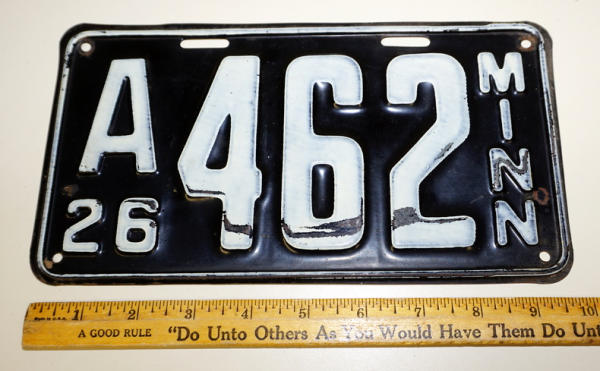 A 462
26
MINN
1 2 3 4 5 6 7 8 9 10
A GOOD RULE "Do Unto Others As You Would Have Them Do Unt